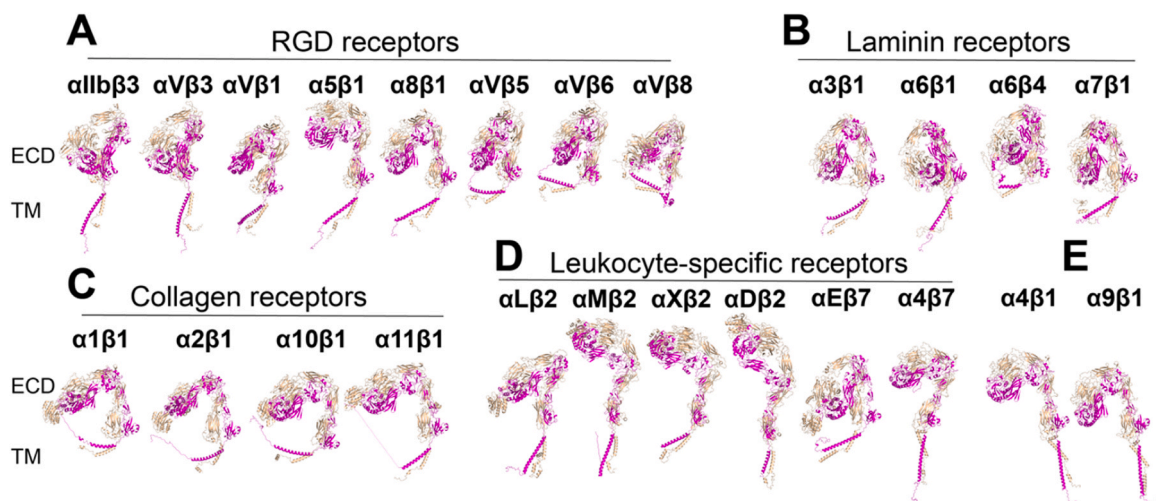 A
RGD receptors
αIIbβ3 αVβ3 αVβ1 α5β1 α8β1 αVβ5 αVβ6 αVβ8
ECD
TM
B
Laminin receptors
α3β1 α6β1 α6β4 α7β1
C
Collagen receptors
α1β1 α2β1 α10β1 α11β1
ECD
TM
D
Leukocyte-specific receptors
αLβ2 αMβ2 αXβ2 αDβ2 αEβ7 α4β7 α4β1
E
α9β1